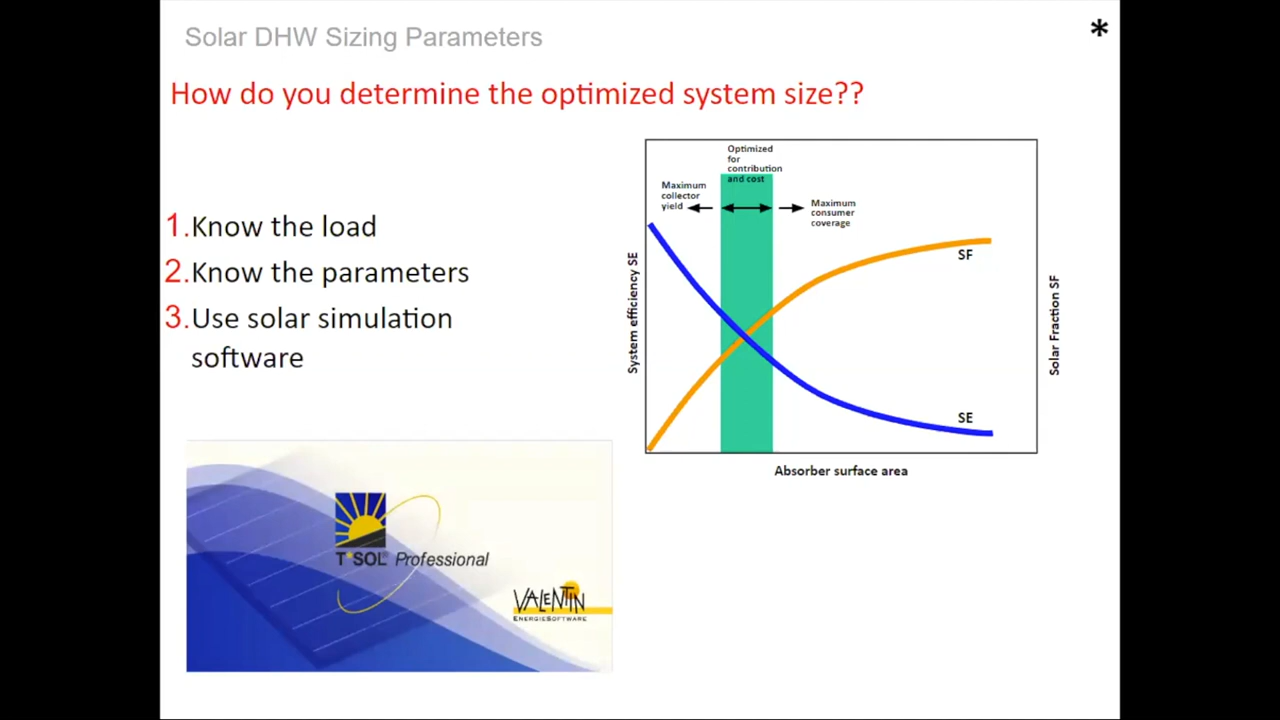 Solar DHW Sizing Parameters
*
How do you determine the optimized system size??
1.Know the load
2.Know the parameters
3.Use solar simulation
software
Optimized
for
contribution
and cost
Maximum
collector
yield
Maximum
consumer
coverage
System efficiency SE
SF
SE
Solar Fraction SF
Absorber surface area
T*SOL® Professional
VALENTIN
ENERGIESOFTWARE